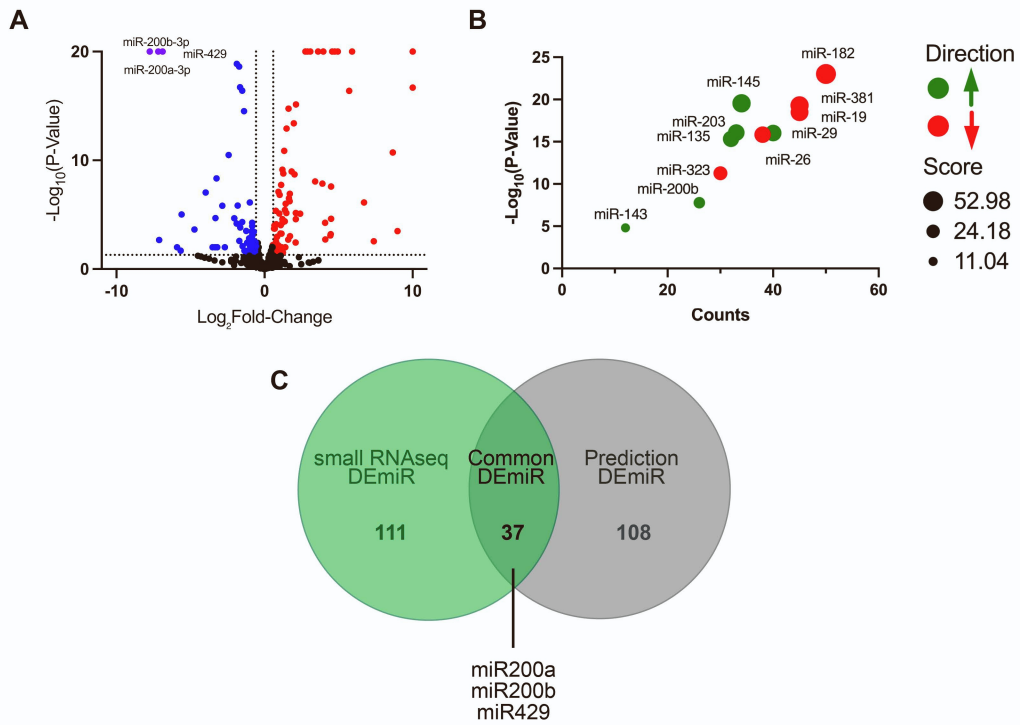 A
miR-200b-3p
miR-429
miR-200a-3p
20
10
0
-10
0
10
-Log10(P-Value)
Log2Fold-Change
B
25
20
15
10
5
0
0
20
40
60
-Log10(P-Value)
Counts
miR-182
miR-145
miR-381
miR-203
miR-19
miR-135
miR-29
miR-26
miR-323
miR-200b
miR-143
Direction
Score
52.98
24.18
11.04
C
small RNAseq
DEmiR
111
Common
DEmiR
37
Prediction
DEmiR
108
miR200a
miR200b
miR429